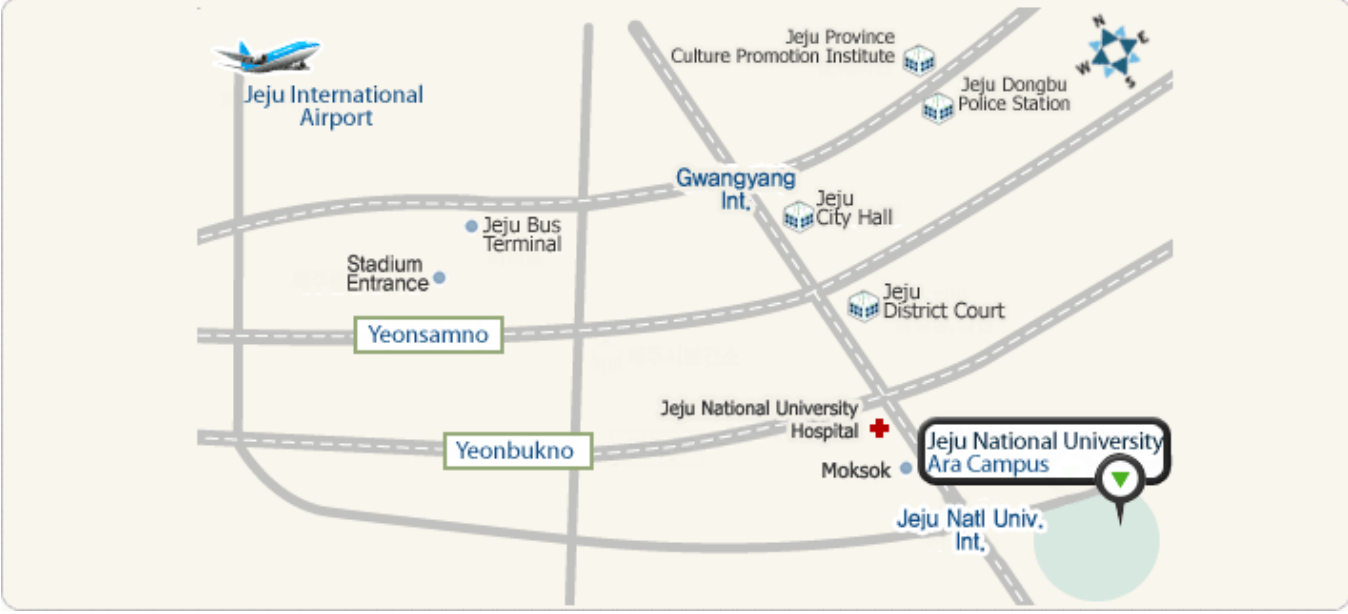 Jeju International
Airport
Jeju Province
Culture Promotion Institute
N
E
W
S
Jeju Dongbu
Police Station
Gwangyang
Int.
Jeju
City Hall
Jeju Bus
Terminal
Stadium
Entrance
Jeju
District Court
Yeonsamno
Jeju National University
Hospital
Yeonbukno
Moksok
Jeju National University
Ara Campus
Jeju Natl Univ.
Int.